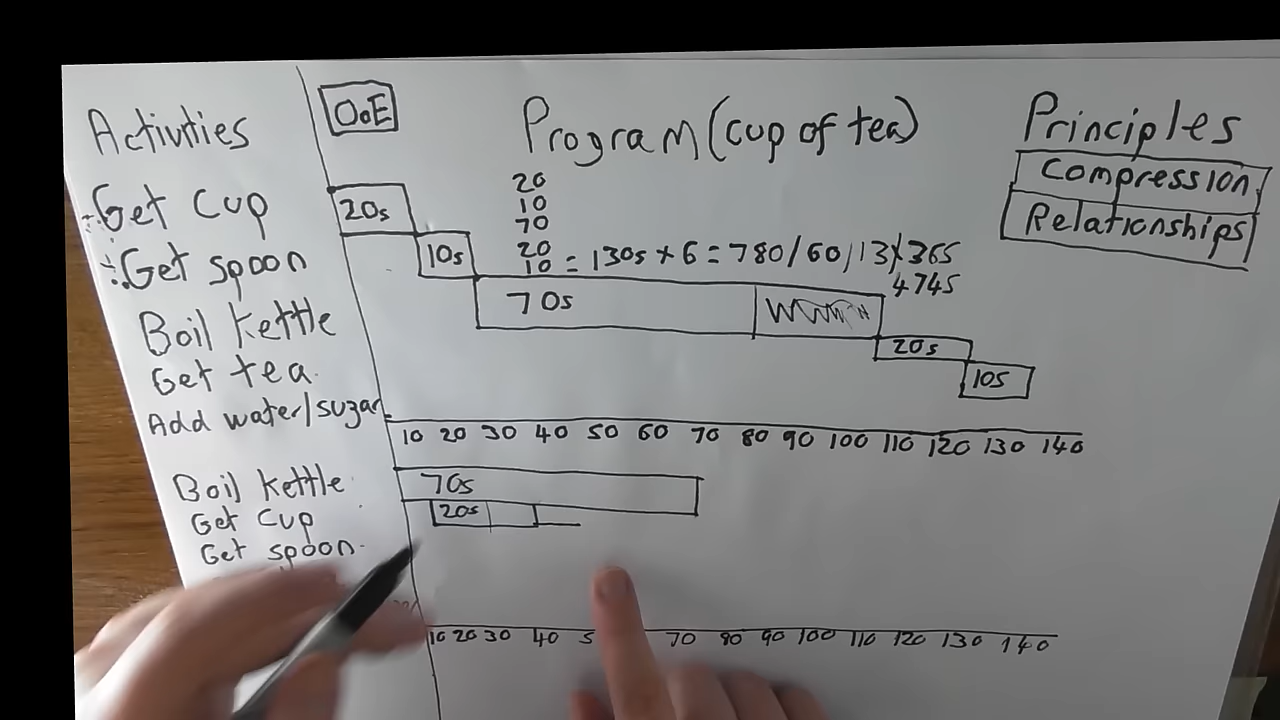 Activities
OoE
Program (cup of tea)
Principles
Compression
Relationships
Get Cup
20s
20
10
70
20
10 = 130s x 6 = 780/60/13 x 365
4745
Get spoon
10s
Boil Kettle
70s
Get tea
20s
Add water/sugar
10s
10 20 30 40 50 60 70 80 90 100 110 120 130 140
Boil Kettle
70s
Get Cup
20s
Get spoon
10 20 30 40 5 70 80 90 100 110 120 130 140